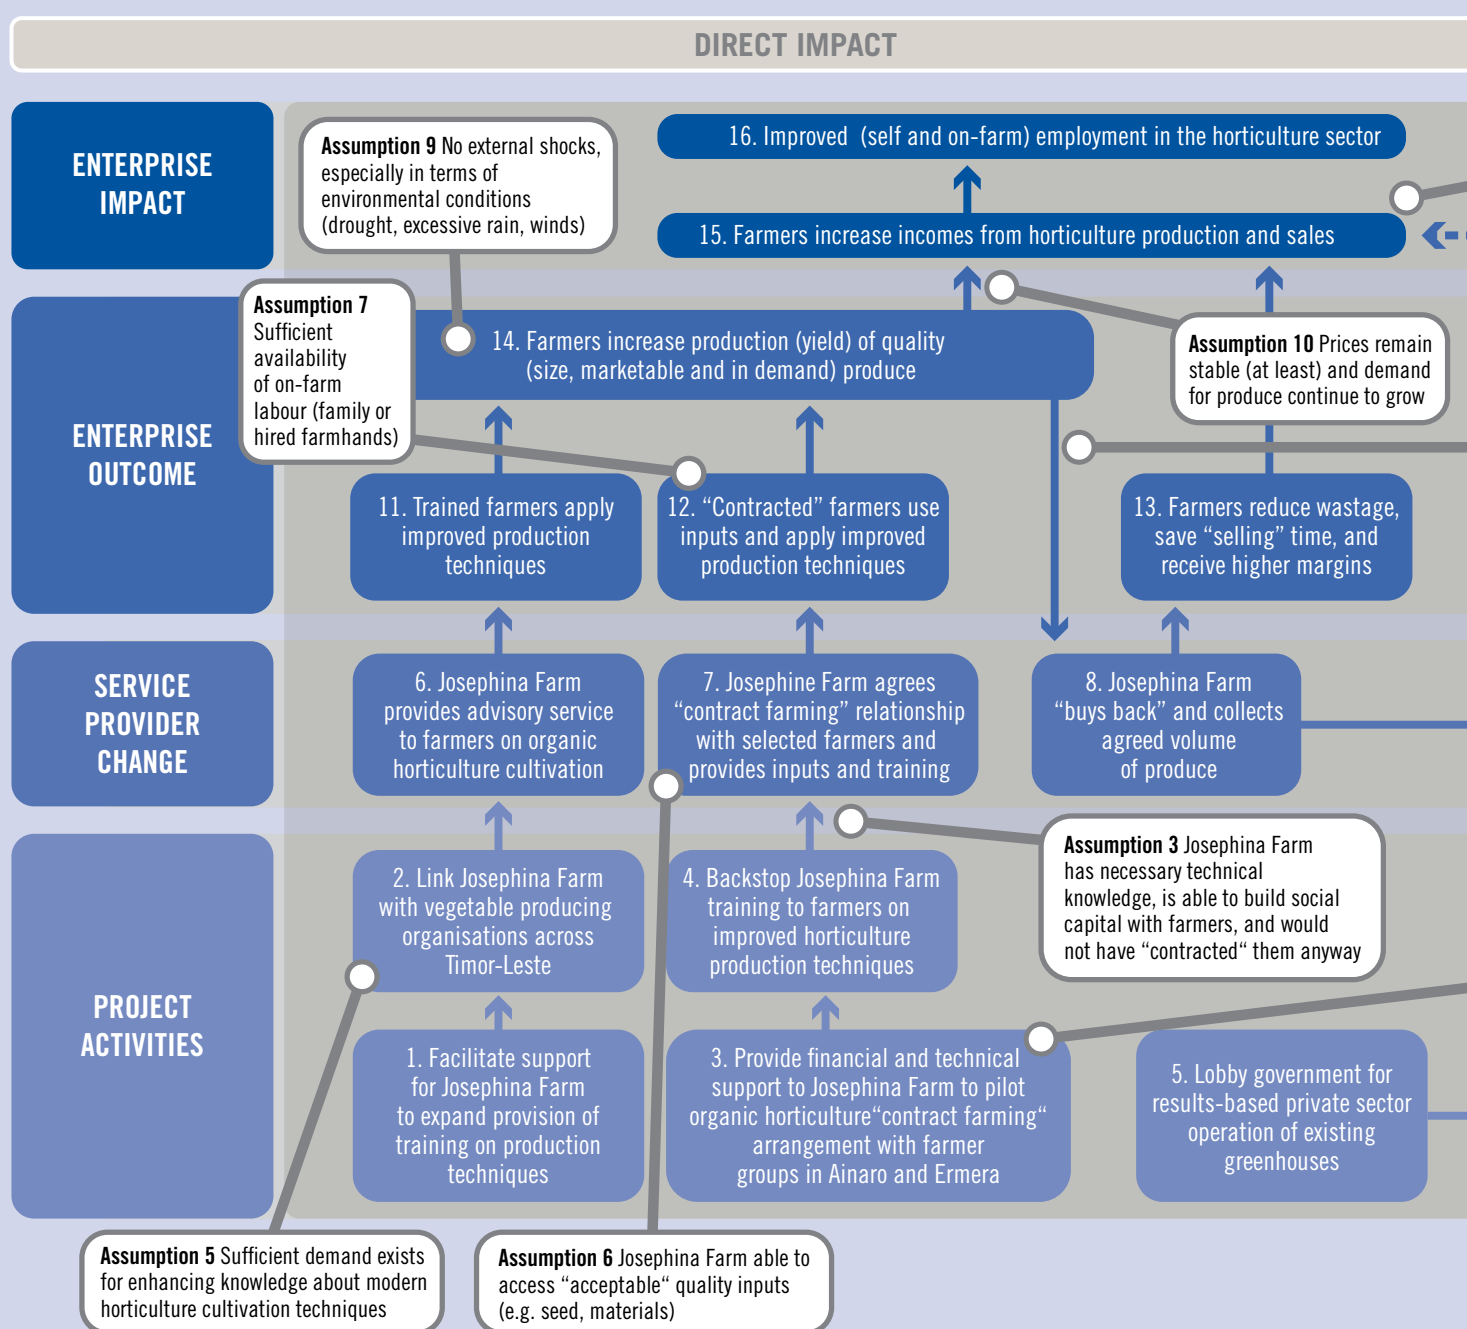 DIRECT IMPACT
ENTERPRISE
IMPACT
Assumption 9 No external shocks,
especially in terms of
environmental conditions
(drought, excessive rain, winds)
16. Improved (self and on-farm) employment in the horticulture sector
15. Farmers increase incomes from horticulture production and sales
ENTERPRISE
OUTCOME
Assumption 7
Sufficient
availability
of on-farm
labour (family or
hired farmhands)
14. Farmers increase production (yield) of quality
(size, marketable and in demand) produce
Assumption 10 Prices remain
stable (at least) and demand
for produce continue to grow
11. Trained farmers apply
improved production
techniques
12. “Contracted” farmers use
inputs and apply improved
production techniques
13. Farmers reduce wastage,
save “selling” time, and
receive higher margins
SERVICE
PROVIDER
CHANGE
6. Josephina Farm
provides advisory service
to farmers on organic
horticulture cultivation
7. Josephine Farm agrees
“contract farming” relationship
with selected farmers and
provides inputs and training
8. Josephina Farm
“buys back” and collects
agreed volume
of produce
PROJECT
ACTIVITIES
2. Link Josephina Farm
with vegetable producing
organisations across
Timor-Leste
4. Backstop Josephina Farm
training to farmers on
improved horticulture
production techniques
Assumption 3 Josephina Farm
has necessary technical
knowledge, is able to build social
capital with farmers, and would
not have “contracted“ them anyway
1. Facilitate support
for Josephina Farm
to expand provision of
training on production
techniques
3. Provide financial and technical
support to Josephina Farm to pilot
organic horticulture“contract farming“
arrangement with farmer
groups in Ainaro and Ermera
5. Lobby government for
results-based private sector
operation of existing
greenhouses
Assumption 5 Sufficient demand exists
for enhancing knowledge about modern
horticulture cultivation techniques
Assumption 6 Josephina Farm able to
access “acceptable“ quality inputs
(e.g. seed, materials)